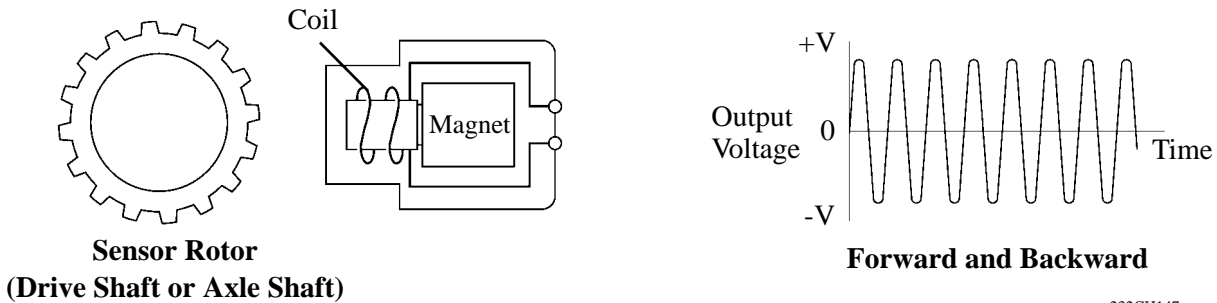 Coil
Magnet
Sensor Rotor
(Drive Shaft or Axle Shaft)
+V
Output
Voltage
0
-V
Time
Forward and Backward